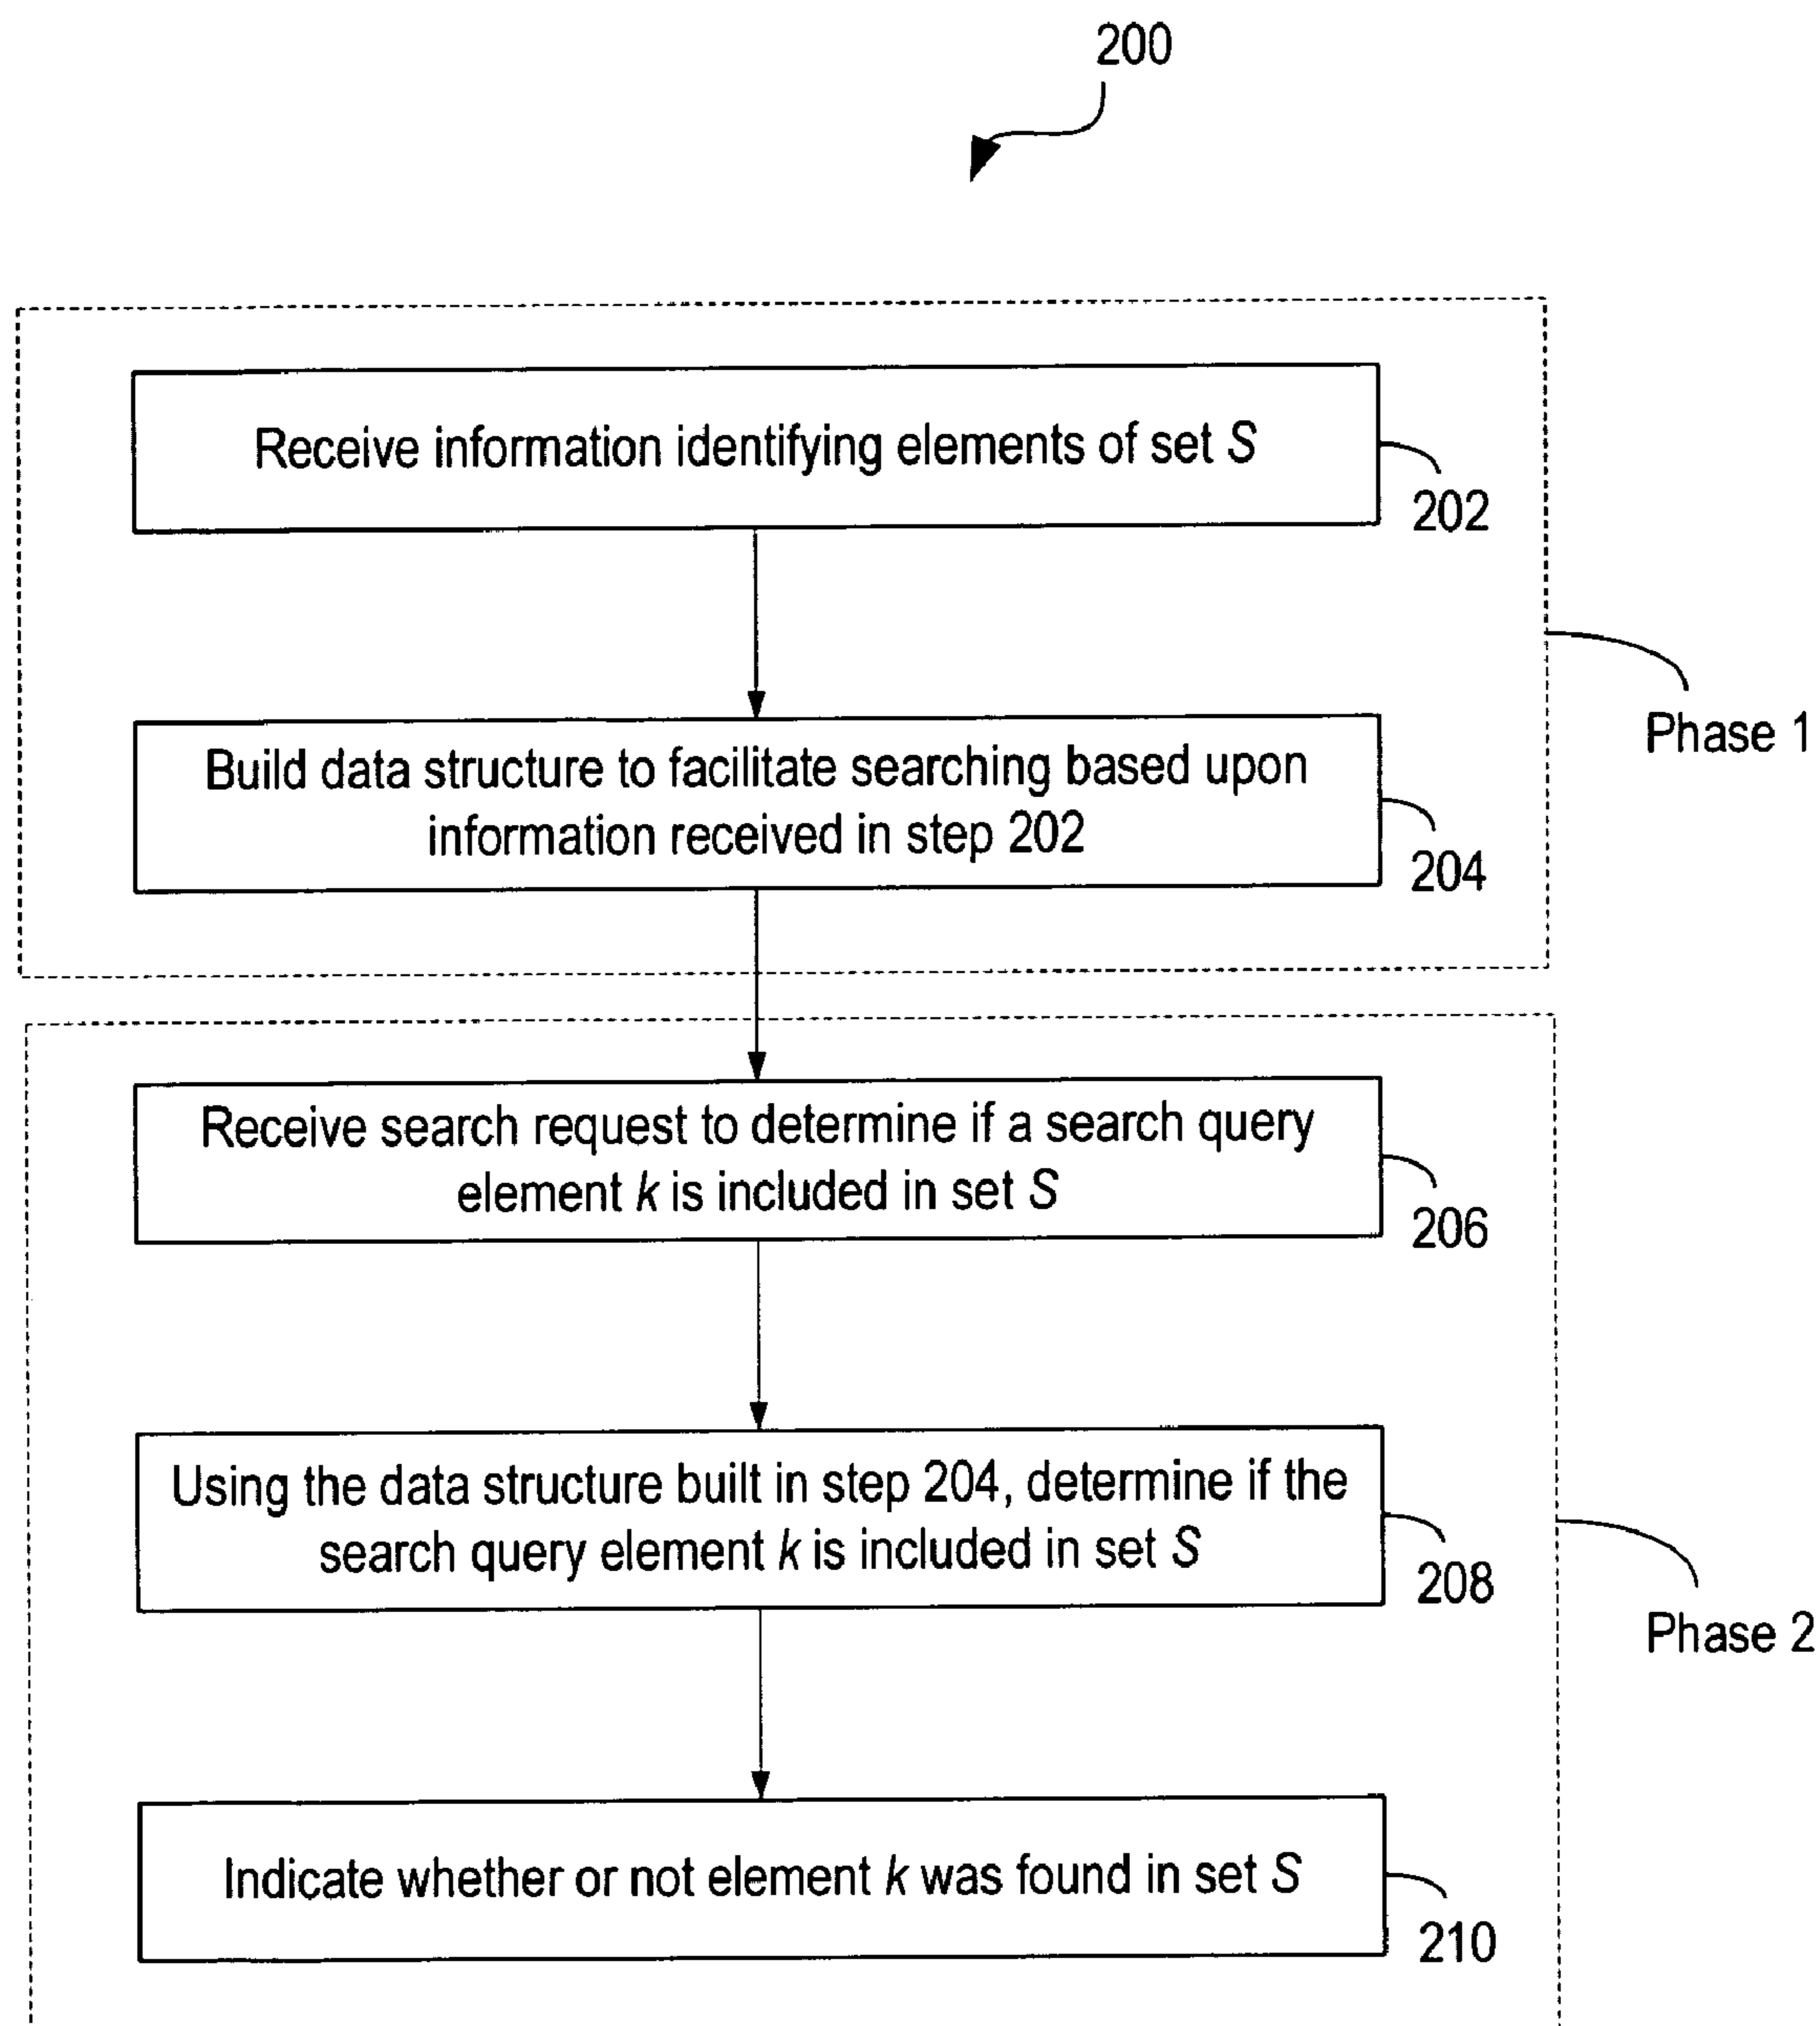 200
Receive information identifying elements of set S
202
Build data structure to facilitate searching based upon
information received in step 202
204
Phase 1
Receive search request to determine if a search query
element k is included in set S
206
Using the data structure built in step 204, determine if the
search query element k is included in set S
208
Phase 2
Indicate whether or not element k was found in set S
210